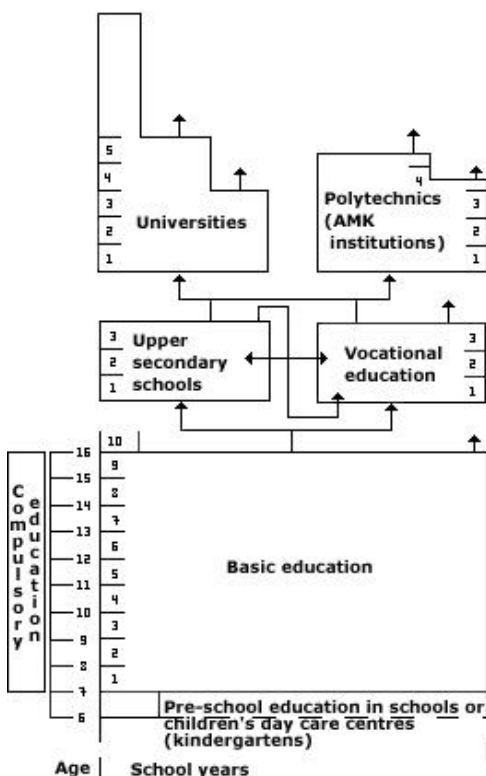 5
4
3
2
1
Universities
4
3
2
1
Polytechnics
(AMK
institutions)
3
2
1
Upper
secondary
schools
Vocational
education
3
2
1
Compulsory
education
16
15
14
13
12
11
10
9
8
7
6
10
9
8
7
6
5
4
3
2
1
Basic education
Pre-school education in schools or
children's day care centres
(kindergartens)
Age
School years